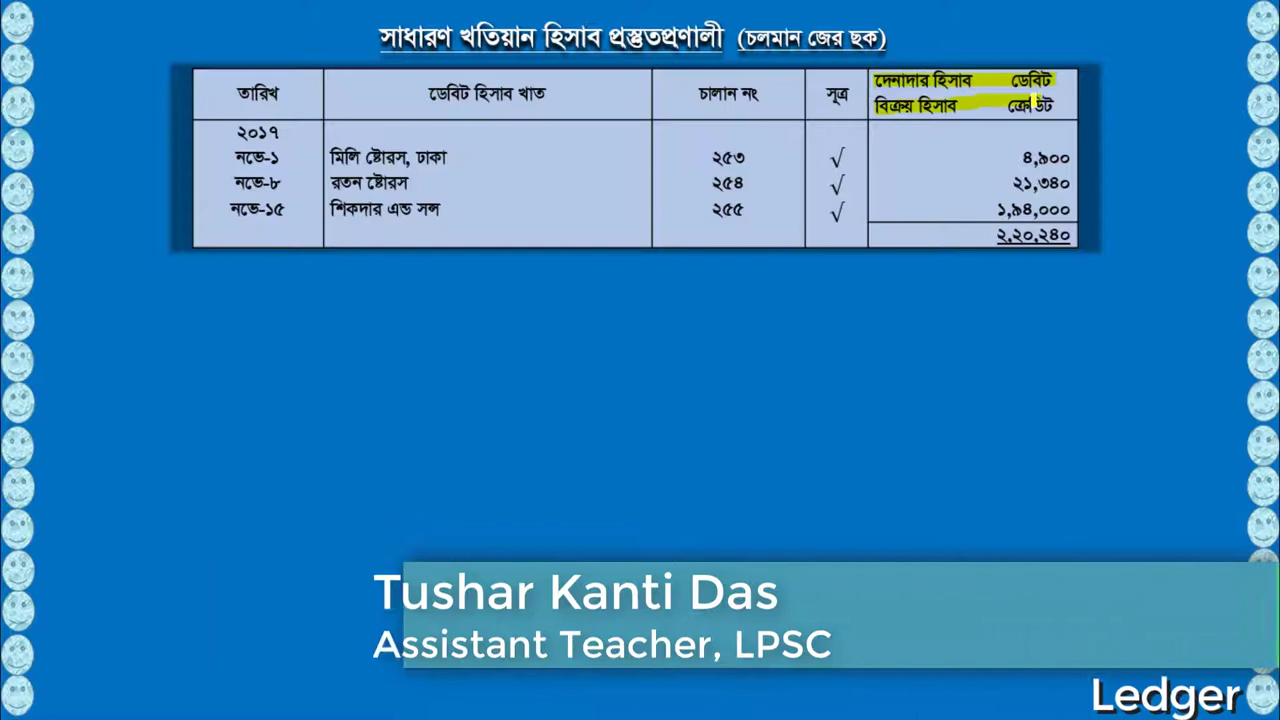 সাধারণ খতিয়ান হিসাব প্রস্তুতপ্রণালী (চলমান জের ছক)
তারিখ ডেবিট হিসাব খাত চালান নং সূত্র দেনাদার হিসাব ডেবিট
বিক্রয় হিসাব ক্রেডিট
২০১৭
নভে-১ মিলি ষ্টোরস, ঢাকা ২৫৩ √ ৪,৯০০
নভে-৮ রতন ষ্টোরস ২৫৪ √ ২১,৩৪০
নভে-১৫ শিকদার এন্ড সন্স ২৫৫ √ ১,৯৪,০০০
২,২০,২৪০
Tushar Kanti Das
Assistant Teacher, LPSC
Ledger